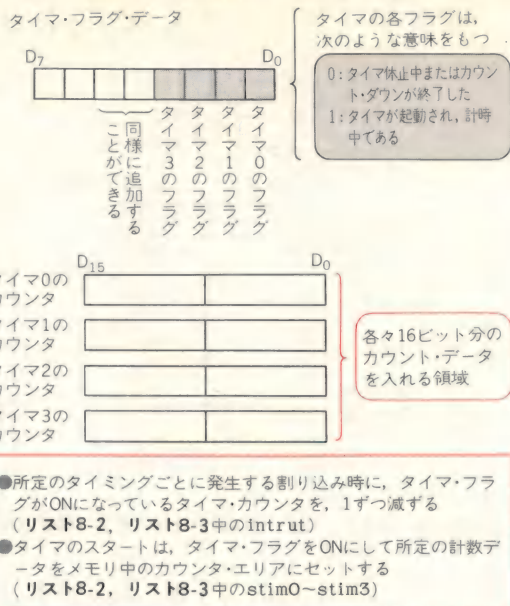 タイマ・フラグ・データ
D₇
D₀
同様に追加する
ことができる
タイマ3のフラグ
タイマ2のフラグ
タイマ1のフラグ
タイマ0のフラグ
タイマの各フラグは,
次のような意味をもつ
0:タイマ休止中またはカウン
ト・ダウンが終了した
1:タイマが起動され,計時
中である
D₁₅
D₀
タイマ0の
カウンタ
タイマ1の
カウンタ
タイマ2の
カウンタ
タイマ3の
カウンタ
各々16ビット分の
カウント・データ
を入れる領域
●所定のタイミングごとに発生する割り込み時に,タイマ・フラ
グがONになっているタイマ・カウンタを,1ずつ減ずる
(リスト8-2,リスト8-3中のintrut)
●タイマのスタートは,タイマ・フラグをONにして所定の計数デ
ータをメモリ中のカウンタ・エリアにセットする
(リスト8-2,リスト8-3中のstim0~stim3)